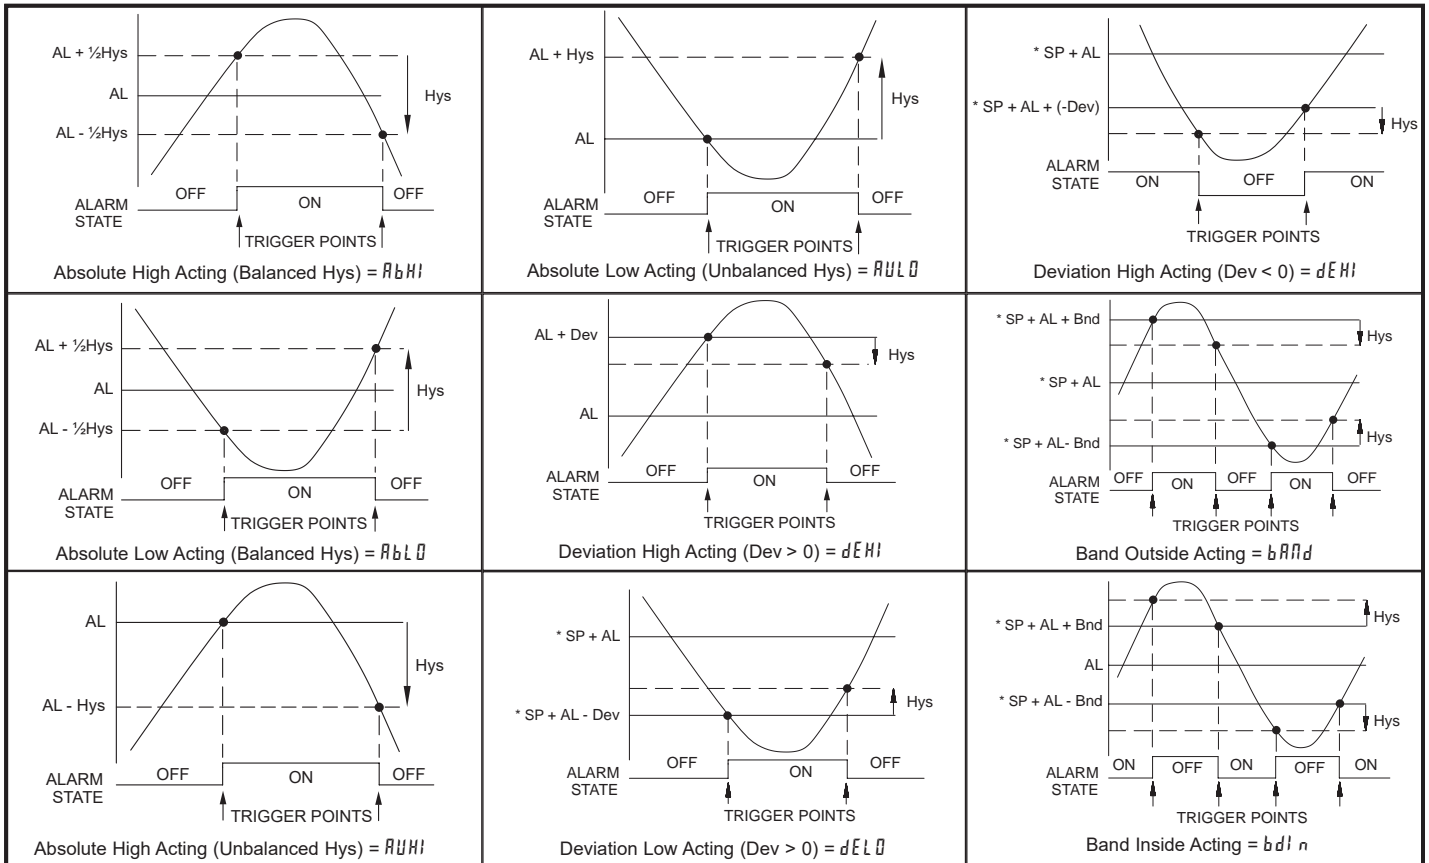 AL + ½Hys
AL
AL - ½Hys
Hys
OFF
ON
OFF
ALARM
STATE
TRIGGER POINTS
Absolute High Acting (Balanced Hys) = AbHI
AL + Hys
AL
Hys
OFF
ON
OFF
ALARM
STATE
TRIGGER POINTS
Absolute Low Acting (Unbalanced Hys) = AULO
* SP + AL
* SP + AL + (-Dev)
Hys
ALARM
STATE
ON
OFF
ON
TRIGGER POINTS
Deviation High Acting (Dev < 0) = dEHI
AL + ½Hys
AL
AL - ½Hys
Hys
OFF
ON
OFF
ALARM
STATE
TRIGGER POINTS
Absolute Low Acting (Balanced Hys) = AbLO
AL + Dev
Hys
AL
OFF
ON
OFF
ALARM
STATE
TRIGGER POINTS
Deviation High Acting (Dev > 0) = dEHI
* SP + AL + Bnd
Hys
* SP + AL
* SP + AL- Bnd
Hys
ALARM
STATE
OFF
ON
OFF
ON
OFF
TRIGGER POINTS
Band Outside Acting = bANd
AL
AL - Hys
Hys
OFF
ON
OFF
ALARM
STATE
TRIGGER POINTS
Absolute High Acting (Unbalanced Hys) = AUHI
* SP + AL
* SP + AL - Dev
Hys
OFF
ON
OFF
ALARM
STATE
TRIGGER POINTS
Deviation Low Acting (Dev > 0) = dELO
Hys
* SP + AL + Bnd
AL
* SP + AL - Bnd
Hys
ALARM
STATE
ON
OFF
ON
OFF
ON
TRIGGER POINTS
Band Inside Acting = bdIn